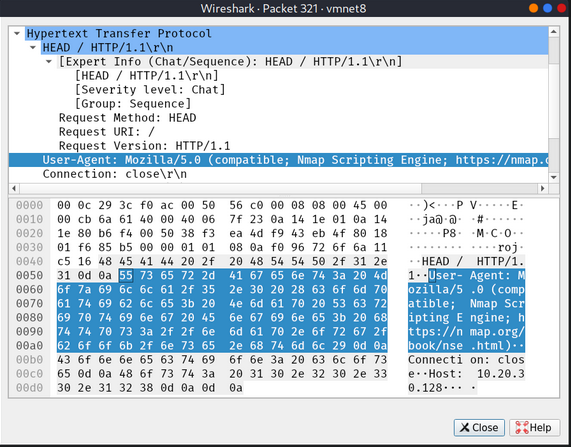 Wireshark · Packet 321 · vmnet8
Hypertext Transfer Protocol
HEAD / HTTP/1.1\r\n
[Expert Info (Chat/Sequence): HEAD / HTTP/1.1\r\n]
[HEAD / HTTP/1.1\r\n]
[Severity level: Chat]
[Group: Sequence]
Request Method: HEAD
Request URI: /
Request Version: HTTP/1.1
User-Agent: Mozilla/5.0 (compatible; Nmap Scripting Engine; https://nmap.o
Connection: close\r\n
0000 00 0c 29 3c f0 ac 00 50 56 c0 00 08 08 00 45 00 ··)<···P V·····E·
0010 00 cb 6a 61 40 00 40 06 7f 23 0a 14 1e 01 0a 14 ··ja@·@· ·#······
0020 1e 80 b6 f4 00 50 38 f3 ea 4d f9 43 eb 4f 80 18 ·····P8· ·M·C·O··
0030 01 f6 85 b5 00 00 01 01 08 0a f0 96 72 6f 6a 11 ········ ····roj·
0040 c5 16 48 45 41 44 20 2f 20 48 54 54 50 2f 31 2e ··HEAD / HTTP/1.
0050 31 0d 0a 55 73 65 72 2d 41 67 65 6e 74 3a 20 4d 1··User- Agent: M
0060 6f 7a 69 6c 6c 61 2f 35 2e 30 20 28 63 6f 6d 70 ozilla/5 .0 (comp
0070 61 74 69 62 6c 65 3b 20 4e 6d 61 70 20 53 63 72 atible; Nmap Scr
0080 69 70 74 69 6e 67 20 45 6e 67 69 6e 65 3b 20 68 ipting E ngine; h
0090 74 74 70 73 3a 2f 2f 6e 6d 61 70 2e 6f 72 67 2f ttps://n map.org/
00a0 62 6f 6f 6b 2f 6e 73 65 2e 68 74 6d 6c 29 0d 0a book/nse .html)··
00b0 43 6f 6e 6e 65 63 74 69 6f 6e 3a 20 63 6c 6f 73 Connecti on: clos
00c0 65 0d 0a 48 6f 73 74 3a 20 31 30 2e 32 30 2e 33 e··Host: 10.20.3
00d0 30 2e 31 32 38 0d 0a 0d 0a 0.128··· ·
Close Help